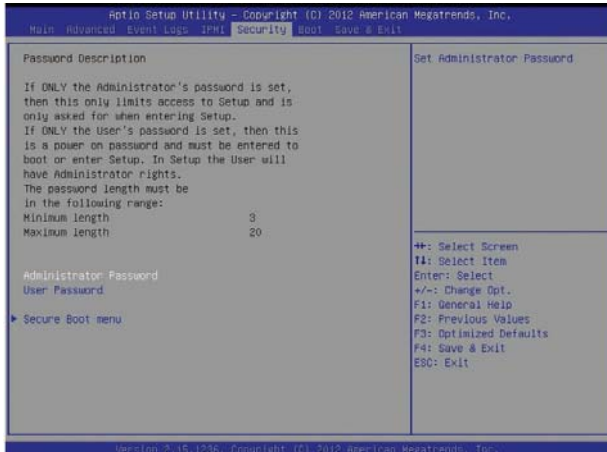 Aptio Setup Utility - Copyright (C) 2012 American Megatrends, Inc.
Main Advanced Event Logs IPMI Security Boot Save & Exit
Password Description
If ONLY the Administrator's password is set,
then this only limits access to Setup and is
only asked for when entering Setup.
If ONLY the User's password is set, then this
is a power on password and must be entered to
boot or enter Setup. In Setup the User will
have Administrator rights.
The password length must be
in the following range:
Minimum length 3
Maximum length 20
Administrator Password
User Password
Secure Boot menu
Set Administrator Password
: Select Screen
↑↓: Select Item
Enter: Select
+/-: Change Opt.
F1: General Help
F2: Previous Values
F3: Optimized Defaults
F4: Save & Exit
ESC: Exit
Version 2.15.1236. Copyright (C) 2012 American Megatrends, Inc.